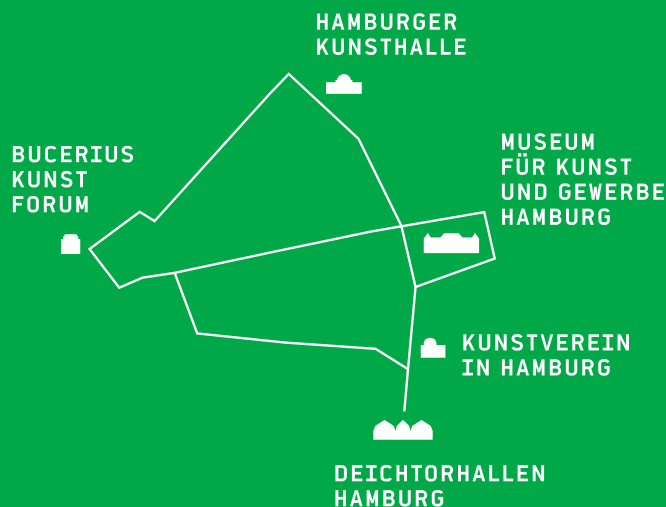 HAMBURGER
KUNSTHALLE
BUCERIUS
KUNST
FORUM
MUSEUM
FÜR KUNST
UND GEWERBE
HAMBURG
KUNSTVEREIN
IN HAMBURG
DEICHTORHALLEN
HAMBURG